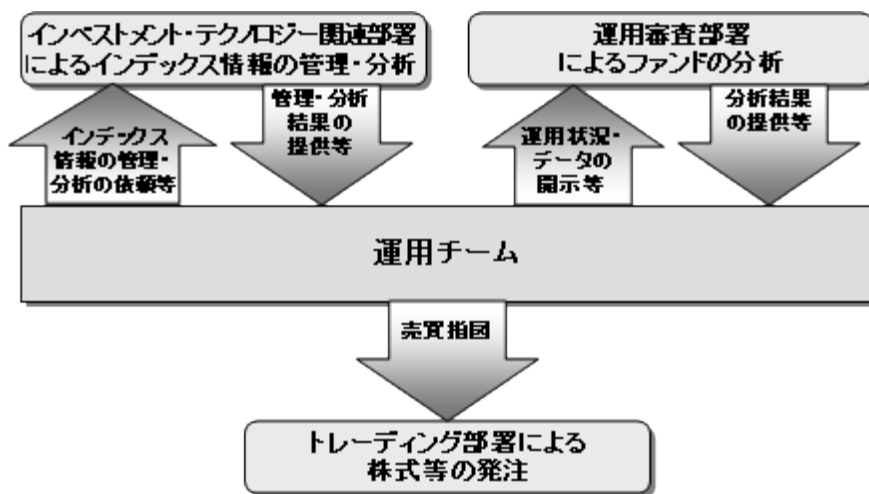 インベストメント・テクノロジー関連部署
によるインデックス情報の管理・分析
運用審査部署
によるファンドの分析
インデックス
情報の管理・
分析の依頼等
管理・分析
結果の
提供等
運用状況・
データの
開示等
分析結果
の提供等
運用チーム
売買指図
トレーディング部署による
株式等の発注